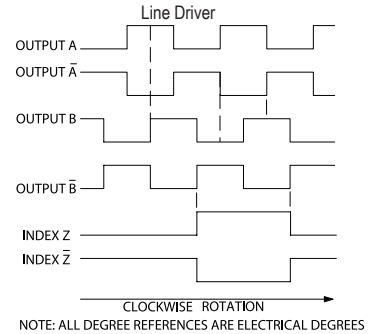 Line Driver
OUTPUT A
OUTPUT A̅
OUTPUT B
OUTPUT B̅
INDEX Z
INDEX Z̅
CLOCKWISE ROTATION
NOTE: ALL DEGREE REFERENCES ARE ELECTRICAL DEGREES